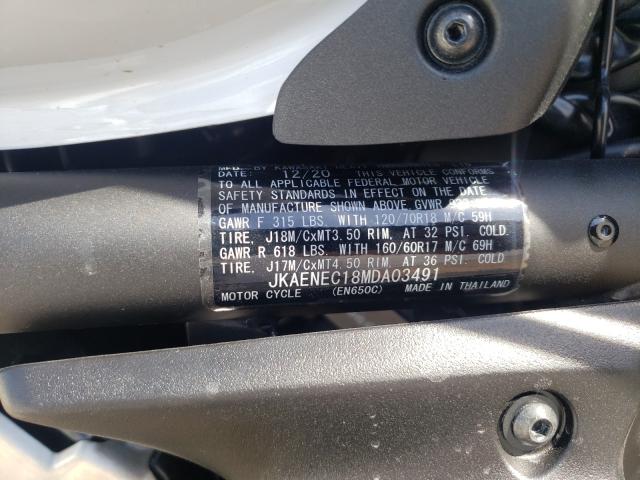 MFD. BY KAWASAKI
DATE: 12/20 THIS VEHICLE CONFORMS
TO ALL APPLICABLE FEDERAL MOTOR VEHICLE
SAFETY STANDARDS IN EFFECT ON THE DATE
OF MANUFACTURE SHOWN ABOVE GVWR
GAWR F 315 LBS. WITH 120/70R18 M/C 59H
TIRE, J18M/CxMT3.50 RIM, AT 32 PSI. COLD
GAWR R 618 LBS. WITH 160/60R17 M/C 69H
TIRE, J17M/CxMT4.50 RIM, AT 36 PSI. COLD
JKAENEC18MDA03491
MOTOR CYCLE (EN650C) MADE IN THAILAND